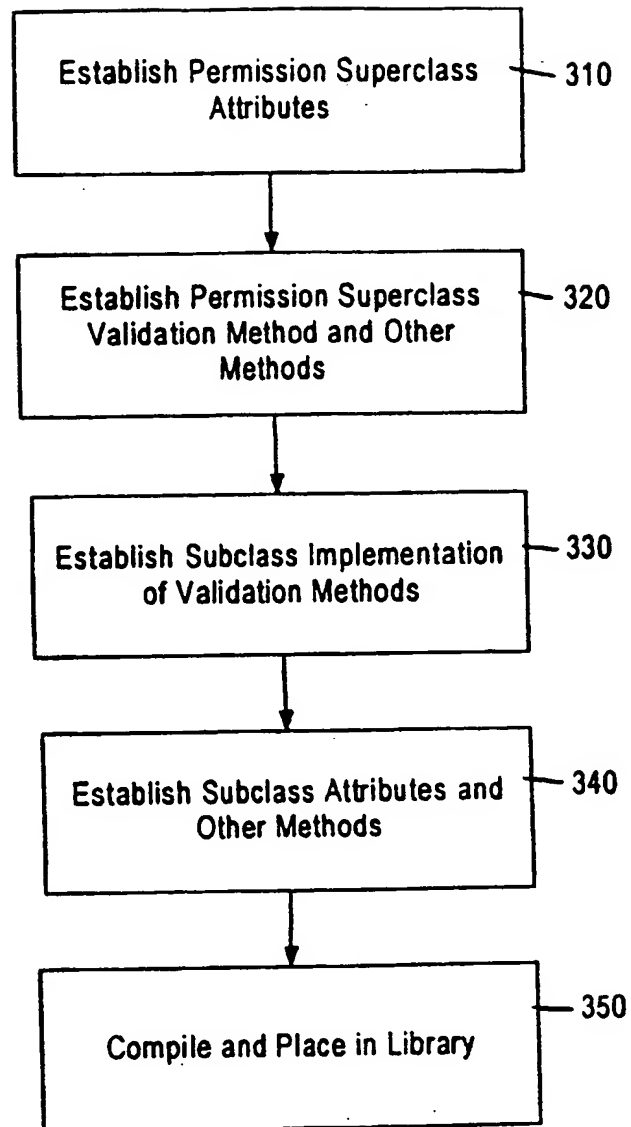 Establish Permission Superclass
Attributes
310
Establish Permission Superclass
Validation Method and Other
Methods
320
Establish Subclass Implementation
of Validation Methods
330
Establish Subclass Attributes and
Other Methods
340
Compile and Place in Library
350